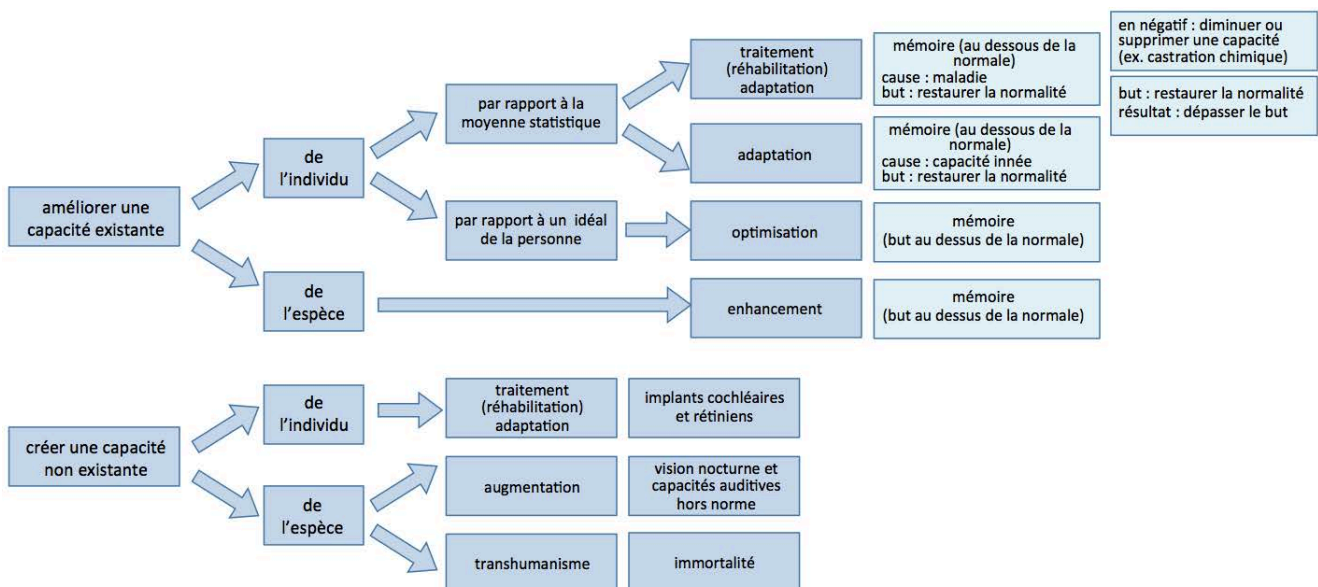 améliorer une
capacité existante
de
l'individu
par rapport à la
moyenne statistique
traitement
(réhabilitation)
adaptation
mémoire (au dessous de la
normale)
cause : maladie
but : restaurer la normalité
en négatif : diminuer ou
supprimer une capacité
(ex. castration chimique)
but : restaurer la normalité
résultat : dépasser le but
adaptation
mémoire (au dessous de la
normale)
cause : capacité innée
but : restaurer la normalité
par rapport à un idéal
de la personne
optimisation
mémoire
(but au dessus de la normale)
de
l'espèce
enhancement
mémoire
(but au dessus de la normale)
créer une capacité
non existante
de
l'individu
traitement
(réhabilitation)
adaptation
implants cochléaires
et rétiniens
de
l'espèce
augmentation
vision nocturne et
capacités auditives
hors norme
transhumanisme
immortalité